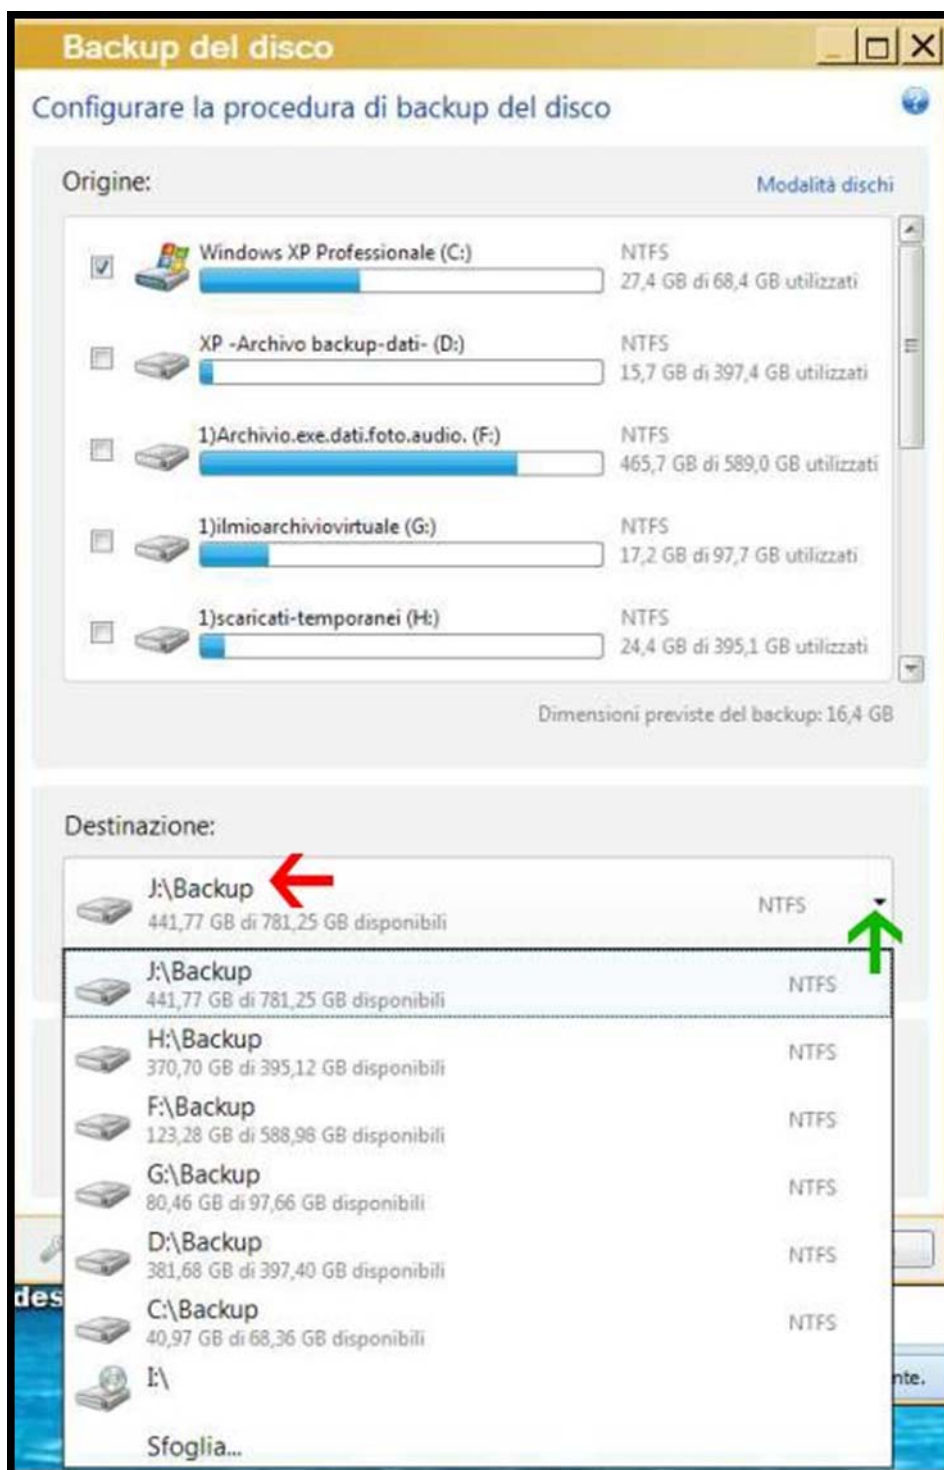 Backup del disco
Configurare la procedura di backup del disco
Origine:
Modalità dischi
Windows XP Professionale (C:)
NTFS
27,4 GB di 68,4 GB utilizzati
XP -Archivo backup-dati- (D:)
NTFS
15,7 GB di 397,4 GB utilizzati
1)Archivio.exe.dati.foto.audio. (F:)
NTFS
465,7 GB di 589,0 GB utilizzati
1)ilmioarchiviovirtuale (G:)
NTFS
17,2 GB di 97,7 GB utilizzati
1)scaricati-temporanei (H:)
NTFS
24,4 GB di 395,1 GB utilizzati
Dimensioni previste del backup: 16,4 GB
Destinazione:
J:\Backup
441,77 GB di 781,25 GB disponibili
NTFS
J:\Backup
441,77 GB di 781,25 GB disponibili
NTFS
H:\Backup
370,70 GB di 395,12 GB disponibili
NTFS
F:\Backup
123,28 GB di 588,98 GB disponibili
NTFS
G:\Backup
80,46 GB di 97,66 GB disponibili
NTFS
D:\Backup
381,68 GB di 397,40 GB disponibili
NTFS
C:\Backup
40,97 GB di 68,36 GB disponibili
NTFS
des
I:\
nte.
Sfoglia...